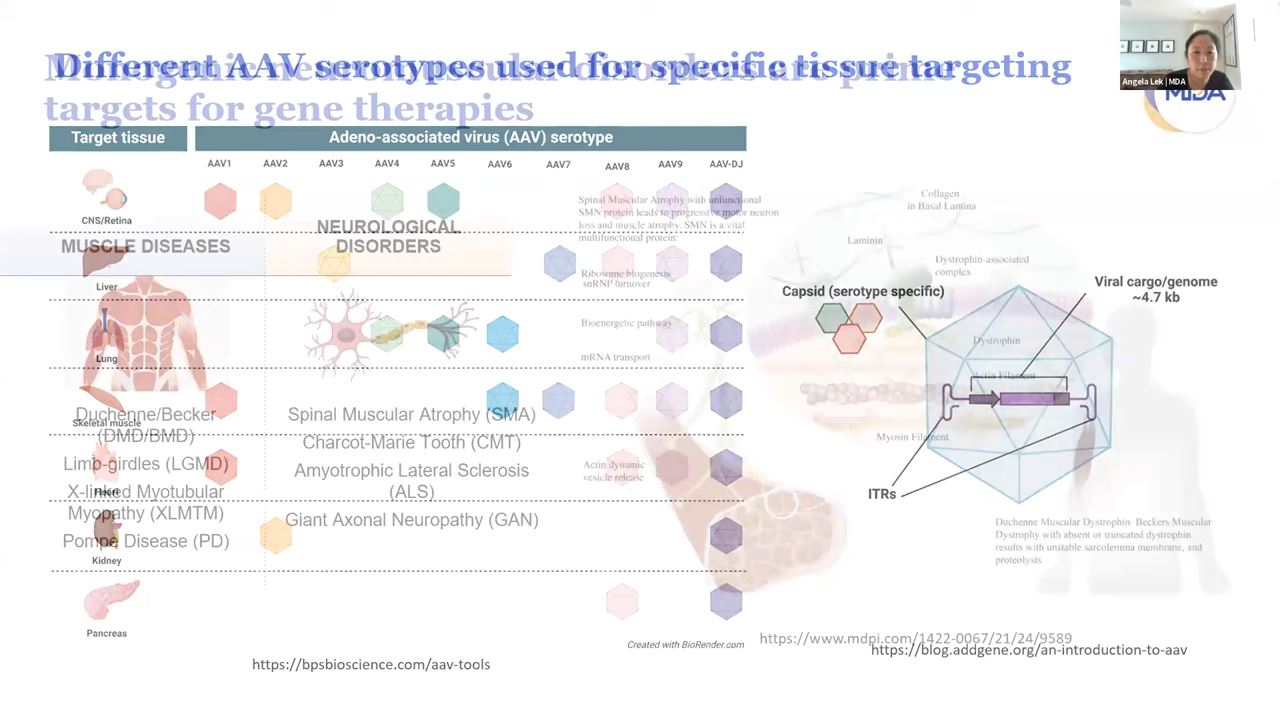 Different AAV serotypes used for specific tissue targeting
Monogenic neuromuscular disorders are prime
targets for gene therapies
Angela Lek | MDA
MDA
Target tissue
Adeno-associated virus (AAV) serotype
AAV1 AAV2 AAV3 AAV4 AAV5 AAV6 AAV7 AAV8 AAV9 AAV-DJ
CNS/Retina
Liver
Lung
Skeletal muscle
Heart
Kidney
Pancreas
MUSCLE DISEASES
NEUROLOGICAL
DISORDERS
Duchenne/Becker
(DMD/BMD)
Limb-girdles (LGMD)
X-linked Myotubular
Myopathy (XLMTM)
Pompe Disease (PD)
Spinal Muscular Atrophy (SMA)
Charcot-Marie Tooth (CMT)
Amyotrophic Lateral Sclerosis
(ALS)
Giant Axonal Neuropathy (GAN)
Spinal Muscular Atrophy with unfunctional
SMN protein leads to progressive motor neuron
loss and muscle atrophy. SMN is a vital
multifunctional protein:
Ribosome biogenesis
snRNP turnover
Bioenergetic pathway
mRNA transport
Actin dynamic
vesicle release
Collagen
in Basal Lamina
Laminin
Dystrophin-associated
complex
Dystrophin
Actin Filament
Myosin Filament
Capsid (serotype specific)
Viral cargo/genome
~4.7 kb
ITRs
Duchenne Muscular Dystrophin- Beckers Muscular
Dystrophy with absent or truncated dystrophin
results with unstable sarcolemma membrane, and
proteolysis
Created with BioRender.com
https://www.mdpi.com/1422-0067/21/24/9589
https://blog.addgene.org/an-introduction-to-aav
https://bpsbioscience.com/aav-tools